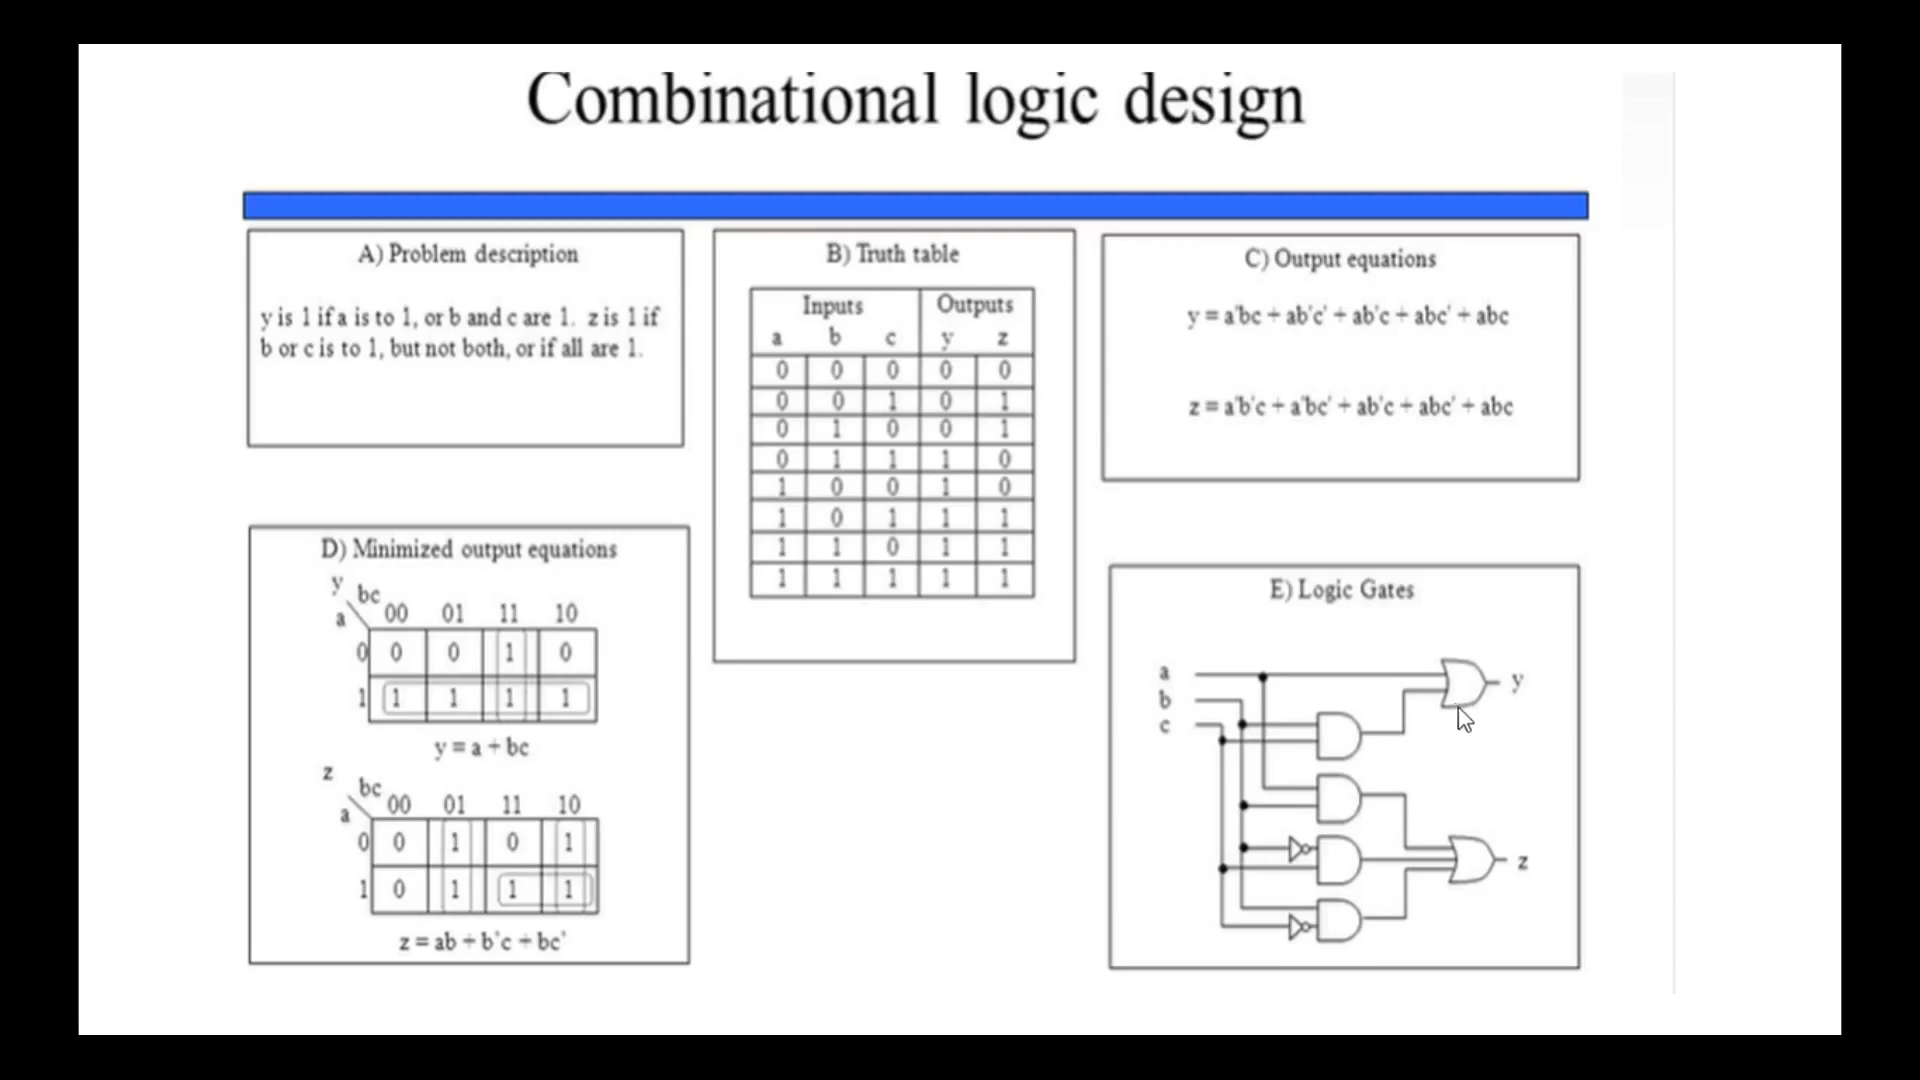 Combinational logic design
A) Problem description
y is 1 if a is to 1, or b and c are 1. z is 1 if
b or c is to 1, but not both, or if all are 1.
B) Truth table
Inputs Outputs
a b c y z
0 0 0 0 0
0 0 1 0 1
0 1 0 0 1
0 1 1 1 0
1 0 0 1 0
1 0 1 1 1
1 1 0 1 1
1 1 1 1 1
C) Output equations
y = a'bc + ab'c' + ab'c + abc' + abc
z = a'b'c + a'bc' + ab'c + abc' + abc
D) Minimized output equations
y
bc
a
00 01 11 10
0 0 0 1 0
1 1 1 1 1
y = a + bc
z
bc
a
00 01 11 10
0 0 1 0 1
1 0 1 1 1
z = ab + b'c + bc'
E) Logic Gates
a
b
c
y
z